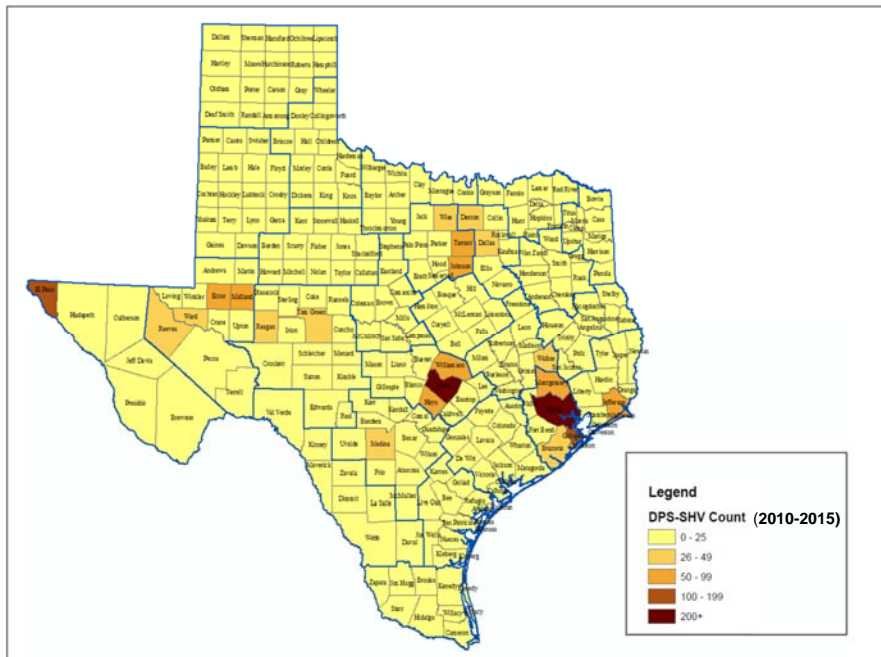 Dallam Sherman Hansford Ochiltree Lipscomb
Hartley Moore Hutchinson Roberts Hemphill
Oldham Potter Carson Gray Wheeler
Deaf Smith Randall Armstrong Donley Collingsworth
Parmer Castro Swisher Briscoe Hall Childress
Hardeman
Bailey Lamb Hale Floyd Motley Cottle Foard Wilbarger Wichita
Clay Montague Cooke Grayson Fannin Lamar Red River
Bowie
Cochran Hockley Lubbock Crosby Dickens King Knox Baylor Archer
Delta
Yoakum Terry Lynn Garza Kent Stonewall Haskell Throckmorton Young Jack Wise Denton Collin Hunt Hopkins Titus Cass
Rockwall Rains Wood Upshur Marion
Gaines Dawson Borden Scurry Fisher Jones Shackelford Stephens Palo Pinto Parker Tarrant Dallas Kaufman Van Zandt Gregg Harrison
Andrews Martin Howard Mitchell Nolan Taylor Callahan Eastland Erath Hood Johnson Ellis Henderson Smith Rusk Panola
El Paso Loving Winkler Ector Midland Glasscock Sterling Coke Runnels Coleman Brown Comanche Hamilton Bosque Hill Navarro Anderson Cherokee Shelby
Hudspeth Culberson Reeves Ward Crane Upton Reagan Irion Tom Green Concho McCulloch San Saba Mills Lampasas Coryell McLennan Limestone Freestone Leon Houston Nacogdoches San Augustine
Angelina
Falls Robertson Madison Trinity
Jeff Davis Pecos Crockett Schleicher Menard Mason Llano Burnet Bell Milam Walker Polk Tyler Jasper Newton
Sutton Kimble Williamson Burleson San Jacinto
Presidio Brewster Terrell Gillespie Blanco Lee Washington Montgomery Liberty Hardin Orange
Val Verde Edwards Kerr Kendall Hays Bastrop Austin Jefferson
Real Bandera Comal Caldwell Fayette Fort Bend
Kinney Uvalde Medina Bexar Guadalupe Gonzales Lavaca Colorado Wharton Brazoria
Maverick Zavala Frio Atascosa Wilson Karnes De Witt Jackson Matagorda
Dimmit La Salle McMullen Live Oak Bee Goliad Victoria
Refugio
Webb Duval Jim Wells San Patricio
Nueces
Kleberg
Zapata Jim Hogg Brooks Kenedy
Starr Hidalgo Willacy
Cameron
Legend
DPS-SHV Count (2010-2015)
0 - 25
26 - 49
50 - 99
100 - 199
200+